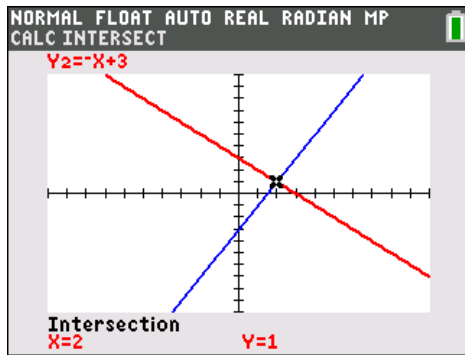 NORMAL FLOAT AUTO REAL RADIAN MP
CALC INTERSECT
Y₂=⁻X+3
Intersection
X=2 Y=1